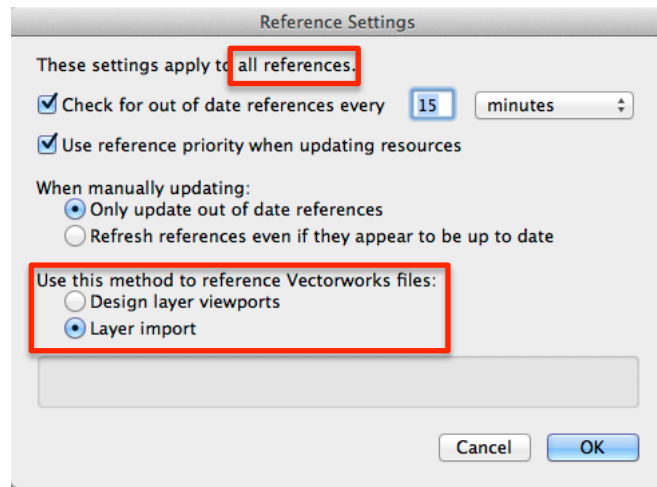 Reference Settings
These settings apply to all references.
Check for out of date references every 15 minutes
Use reference priority when updating resources
When manually updating:
Only update out of date references
Refresh references even if they appear to be up to date
Use this method to reference Vectorworks files:
Design layer viewports
Layer import
Cancel OK